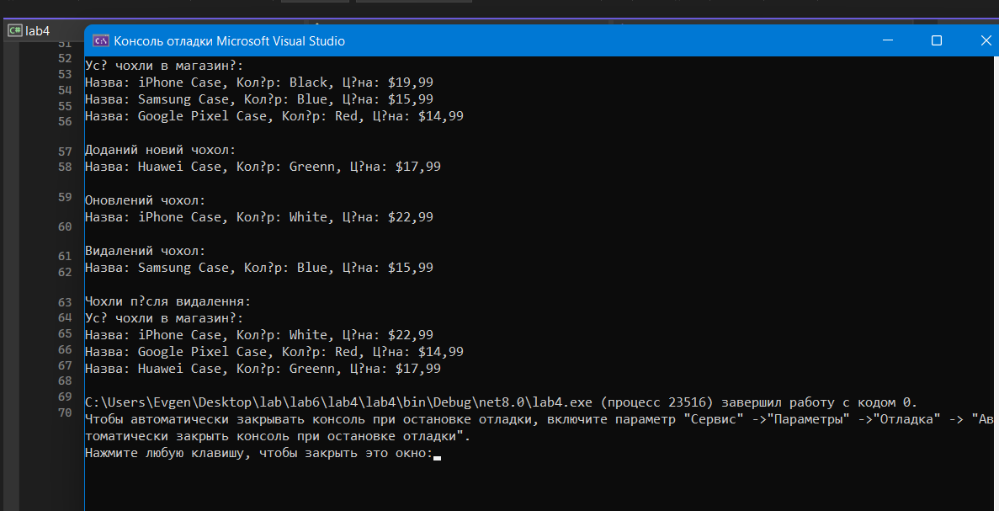 C# lab4
Консоль отладки Microsoft Visual Studio
51
52
53
54
55
56
57
58
59
60
61
62
63
64
65
66
67
68
69
70
Ус? чохли в магазин?:
Назва: iPhone Case, Кол?р: Black, Ц?на: $19,99
Назва: Samsung Case, Кол?р: Blue, Ц?на: $15,99
Назва: Google Pixel Case, Кол?р: Red, Ц?на: $14,99
Доданий новий чохол:
Назва: Huawei Case, Кол?р: Greenn, Ц?на: $17,99
Оновлений чохол:
Назва: iPhone Case, Кол?р: White, Ц?на: $22,99
Видалений чохол:
Назва: Samsung Case, Кол?р: Blue, Ц?на: $15,99
Чохли п?сля видалення:
Ус? чохли в магазин?:
Назва: iPhone Case, Кол?р: White, Ц?на: $22,99
Назва: Google Pixel Case, Кол?р: Red, Ц?на: $14,99
Назва: Huawei Case, Кол?р: Greenn, Ц?на: $17,99
C:\Users\Evgen\Desktop\lab\lab6\lab4\lab4\bin\Debug\net8.0\lab4.exe (процесс 23516) завершил работу с кодом 0.
Чтобы автоматически закрывать консоль при остановке отладки, включите параметр "Сервис" ->"Параметры" ->"Отладка" -> "Ав
томатически закрыть консоль при остановке отладки".
Нажмите любую клавишу, чтобы закрыть это окно: